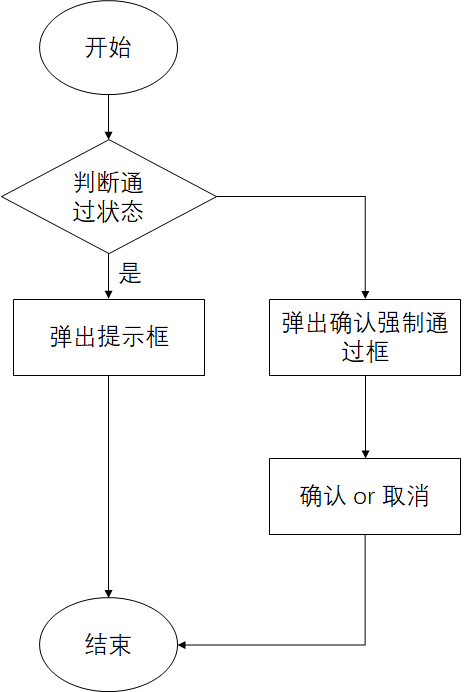 开始
判断通
过状态
是
弹出提示框
弹出确认强制通
过框
确认 or 取消
结束